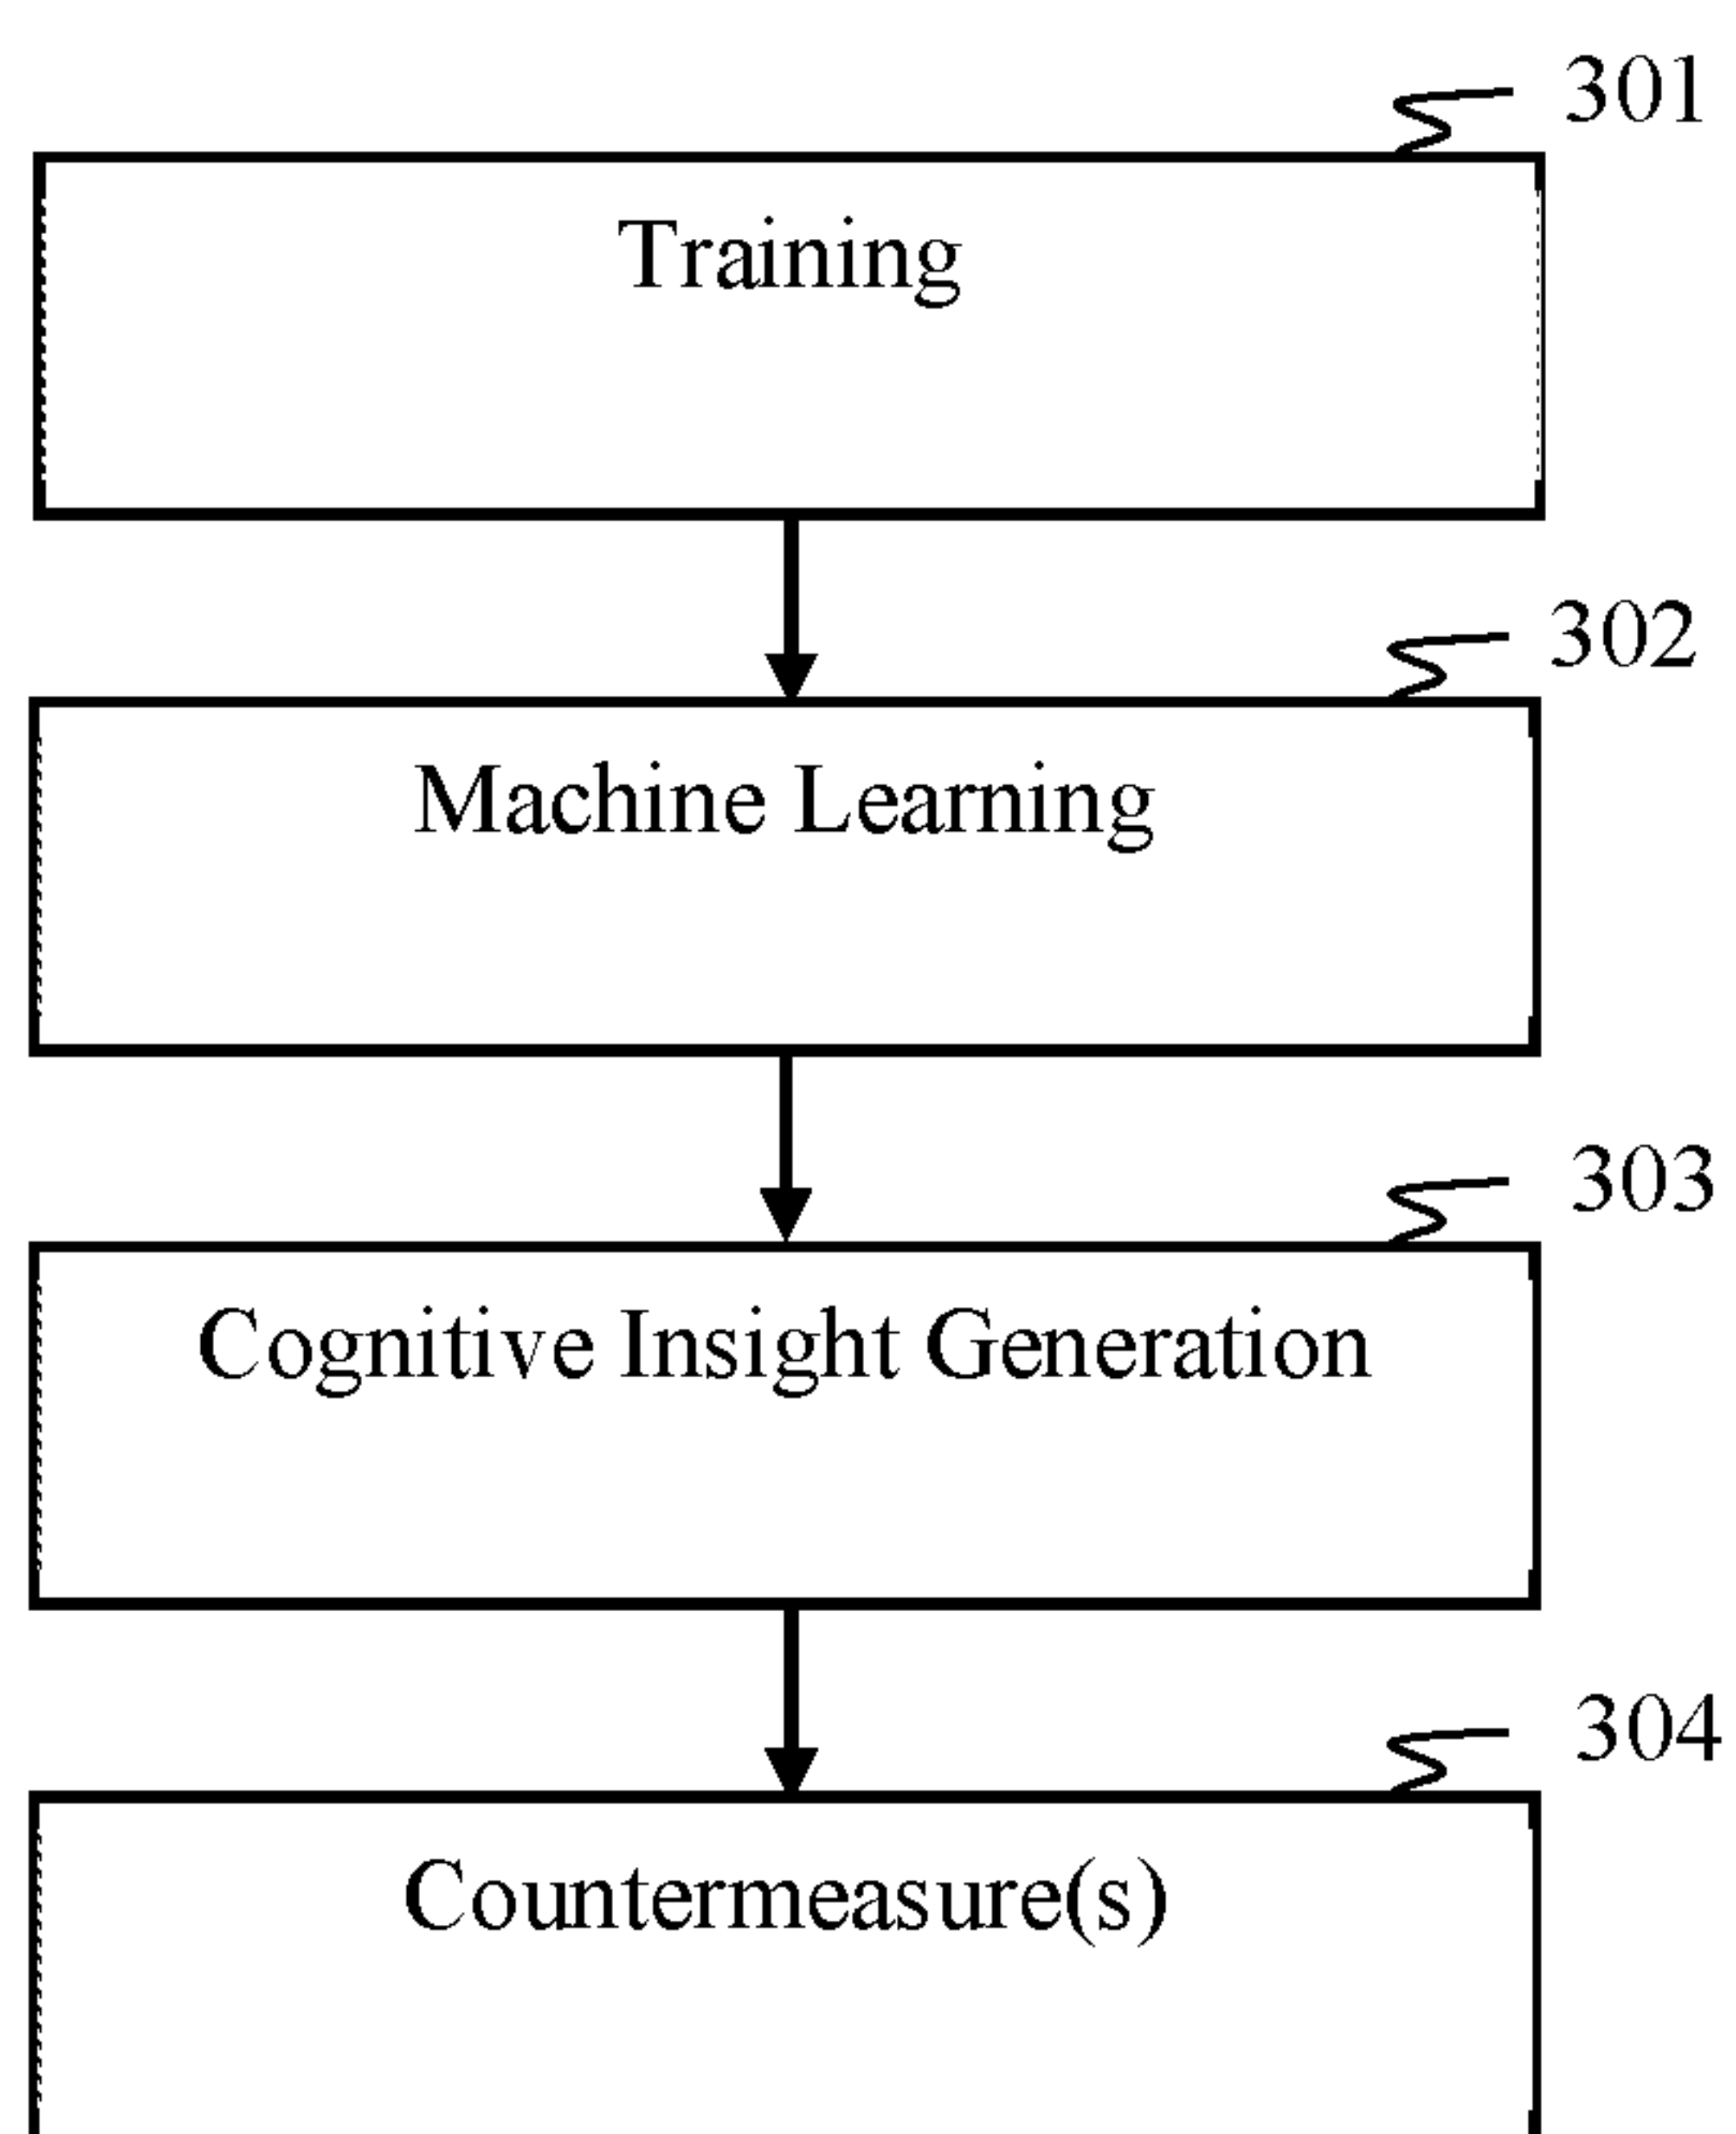 301
Training
302
Machine Learning
303
Cognitive Insight Generation
304
Countermeasure(s)